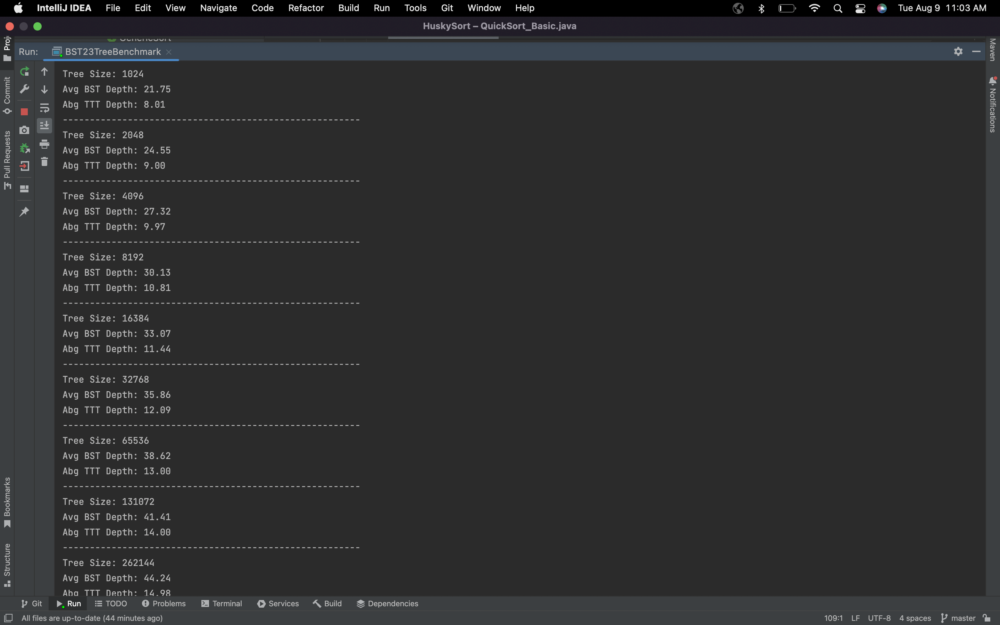 IntelliJ IDEA File Edit View Navigate Code Refactor Build Run Tools Git Window Help Tue Aug 9 11:03 AM
HuskySort – QuickSort_Basic.java
GenericSort
Run: BST23TreeBenchmark
Tree Size: 1024
Avg BST Depth: 21.75
Abg TTT Depth: 8.01
-------------------------------------------------------
Tree Size: 2048
Avg BST Depth: 24.55
Abg TTT Depth: 9.00
-------------------------------------------------------
Tree Size: 4096
Avg BST Depth: 27.32
Abg TTT Depth: 9.97
-------------------------------------------------------
Tree Size: 8192
Avg BST Depth: 30.13
Abg TTT Depth: 10.81
-------------------------------------------------------
Tree Size: 16384
Avg BST Depth: 33.07
Abg TTT Depth: 11.44
-------------------------------------------------------
Tree Size: 32768
Avg BST Depth: 35.86
Abg TTT Depth: 12.09
-------------------------------------------------------
Tree Size: 65536
Avg BST Depth: 38.62
Abg TTT Depth: 13.00
-------------------------------------------------------
Tree Size: 131072
Avg BST Depth: 41.41
Abg TTT Depth: 14.00
-------------------------------------------------------
Tree Size: 262144
Avg BST Depth: 44.24
Abg TTT Depth: 14.98
Proj
Commit
Pull Requests
Bookmarks
Structure
Maven
Notifications
Git Run TODO Problems Terminal Services Build Dependencies
All files are up-to-date (44 minutes ago) 109:1 LF UTF-8 4 spaces master